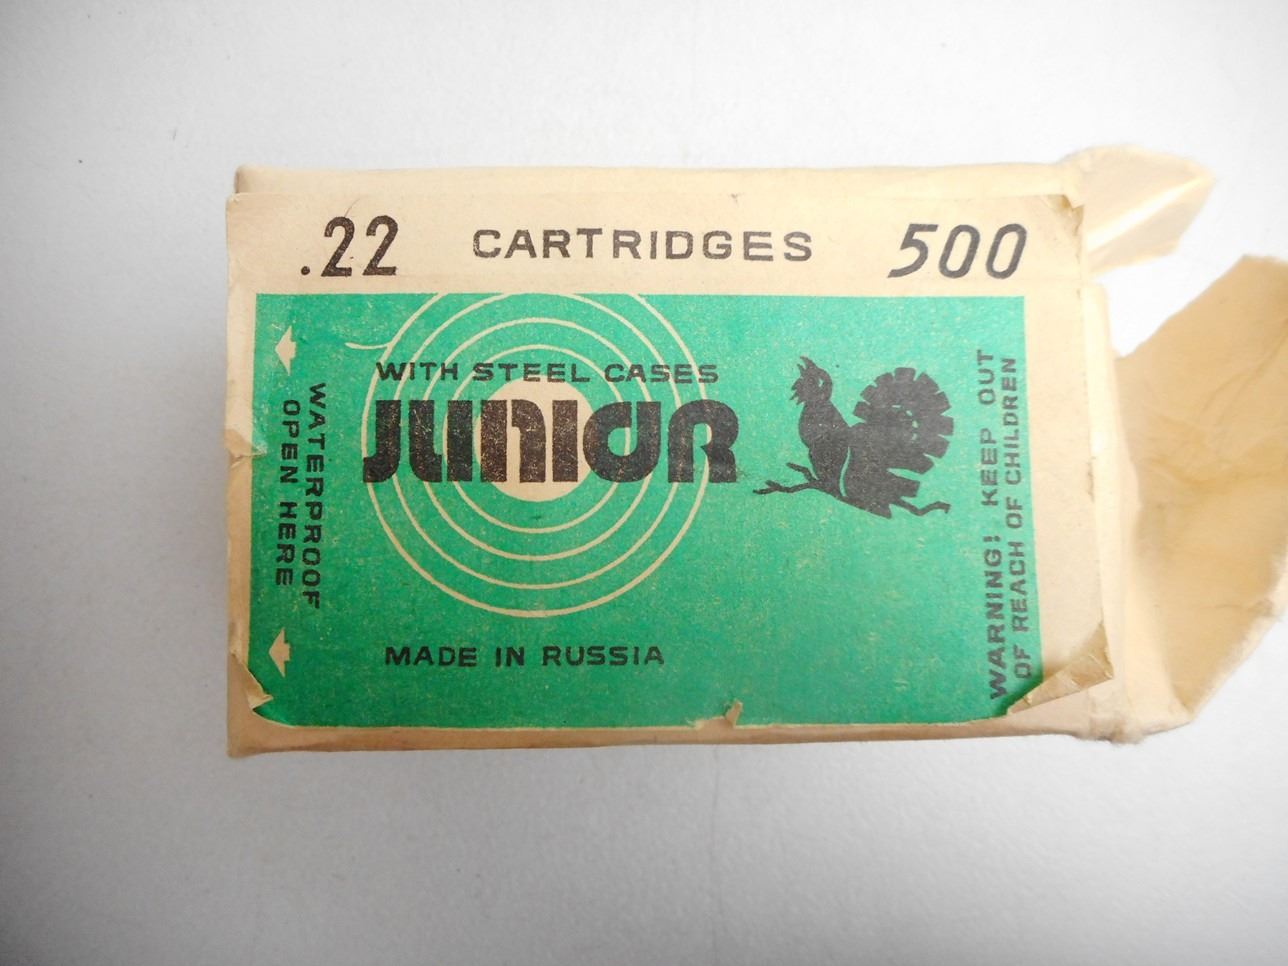 .22 CARTRIDGES 500
WITH STEEL CASES
JUNIOR
MADE IN RUSSIA
WATERPROOF
OPEN HERE
WARNING! KEEP OUT
OF REACH OF CHILDREN